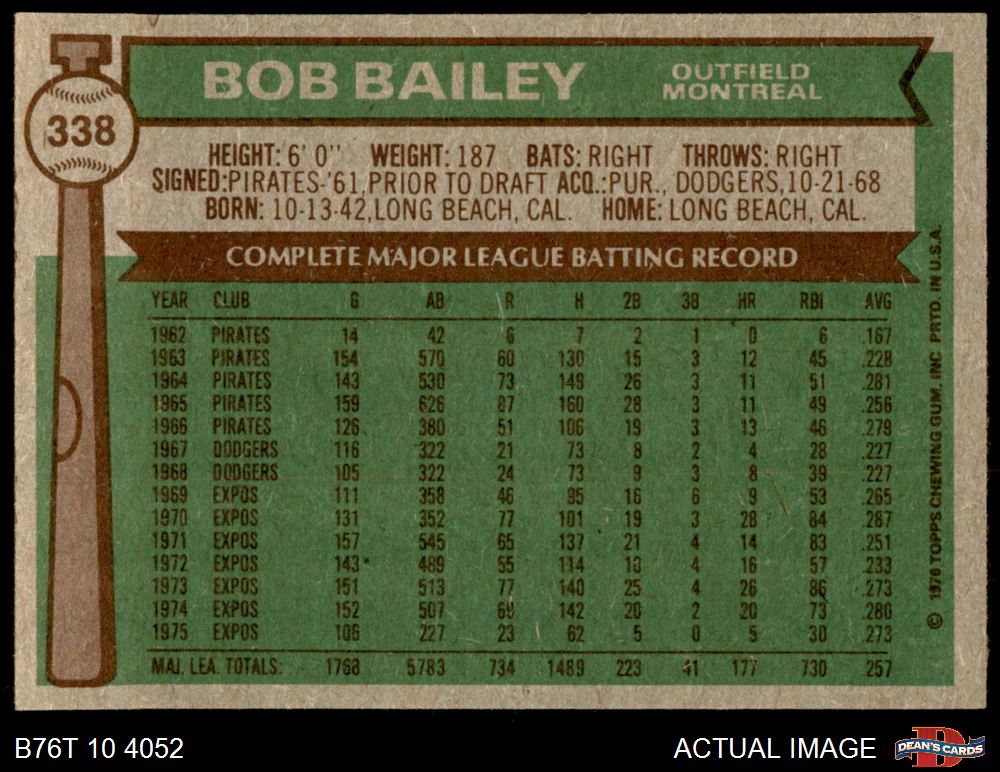 BOB BAILEY
OUTFIELD
MONTREAL
338
HEIGHT: 6' 0" WEIGHT: 187 BATS: RIGHT THROWS: RIGHT
SIGNED:PIRATES-'61,PRIOR TO DRAFT ACQ.:PUR., DODGERS,10-21-68
BORN: 10-13-42,LONG BEACH, CAL. HOME: LONG BEACH, CAL.
COMPLETE MAJOR LEAGUE BATTING RECORD
YEAR CLUB G AB R H 2B 3B HR RBI AVG
1962 PIRATES 14 42 6 7 2 1 0 6 .167
1963 PIRATES 154 570 60 130 15 3 12 45 .228
1964 PIRATES 143 530 73 149 26 3 11 51 .281
1965 PIRATES 159 626 87 160 28 3 11 49 .256
1966 PIRATES 126 380 51 106 19 3 13 46 .279
1967 DODGERS 116 322 21 73 8 2 4 28 .227
1968 DODGERS 105 322 24 73 9 3 8 39 .227
1969 EXPOS 111 358 46 95 16 6 9 53 .265
1970 EXPOS 131 352 77 101 19 3 28 84 .287
1971 EXPOS 157 545 65 137 21 4 14 83 .251
1972 EXPOS 143 489 55 114 10 4 16 57 .233
1973 EXPOS 151 513 77 140 25 4 26 86 .273
1974 EXPOS 152 507 69 142 20 2 20 73 .280
1975 EXPOS 106 227 23 62 5 0 5 30 .273
MAJ. LEA. TOTALS: 1768 5783 734 1489 223 41 177 730 .257
© 1976 TOPPS CHEWING GUM, INC PRTD. IN U.S.A.
B76T 10 4052
ACTUAL IMAGE
D
DEAN'S CARDS